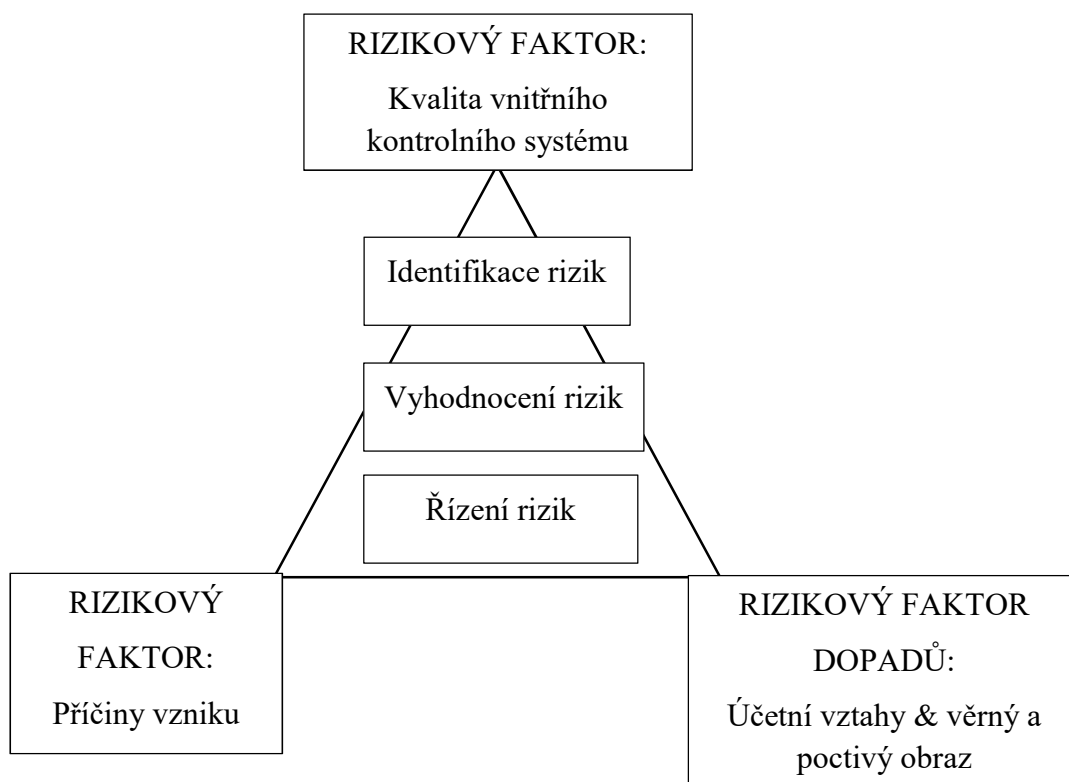 RIZIKOVÝ FAKTOR:
Kvalita vnitřního
kontrolního systému
Identifikace rizik
Vyhodnocení rizik
Řízení rizik
RIZIKOVÝ
FAKTOR:
Příčiny vzniku
RIZIKOVÝ FAKTOR
DOPADŮ:
Účetní vztahy & věrný a
poctivý obraz